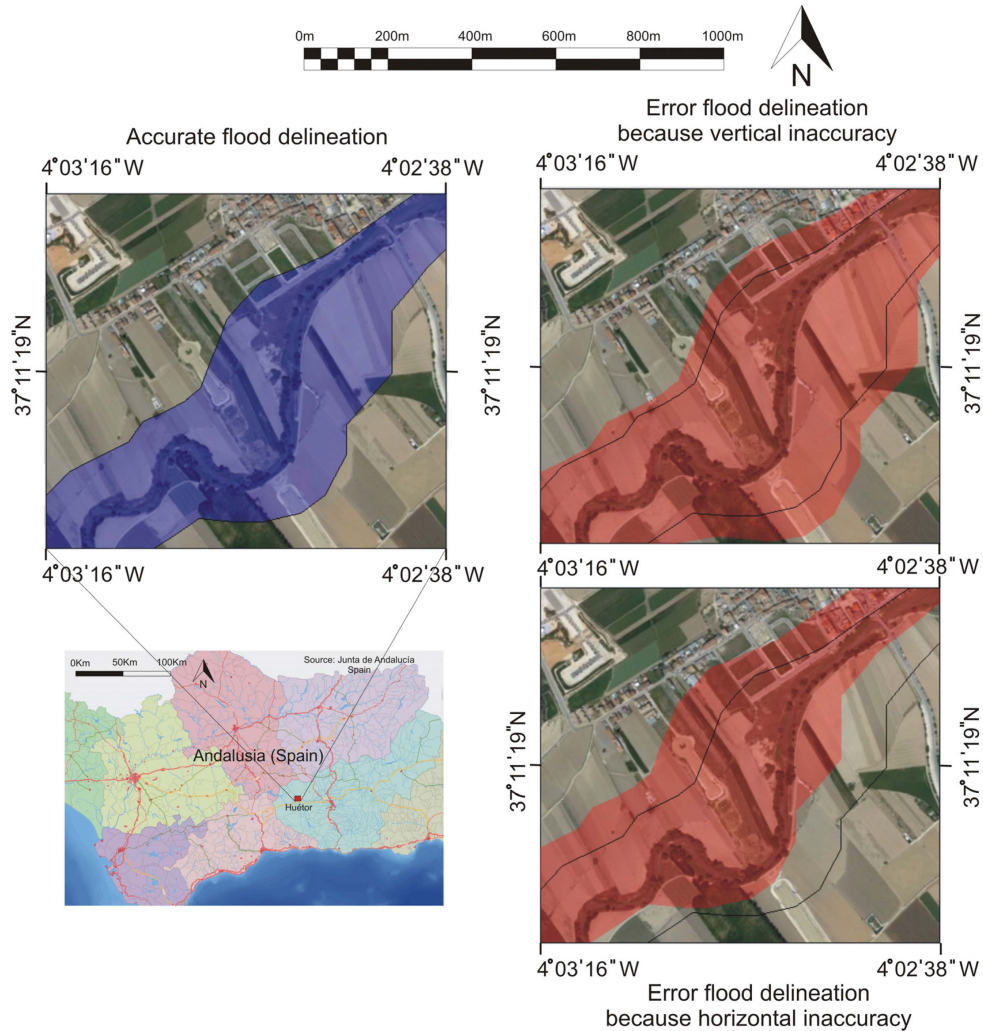 0m 200m 400m 600m 800m 1000m
N
Error flood delineation
because vertical inaccuracy
Accurate flood delineation
4°03'16"W 4°02'38"W
4°03'16"W 4°02'38"W
37°11'19"N
37°11'19"N
37°11'19"N
4°03'16"W 4°02'38"W
4°03'16"W 4°02'38"W
0Km 50Km 100Km
N
Source: Junta de Andalucía
Spain
Andalusia (Spain)
Huétor
37°11'19"N
37°11'19"N
4°03'16"W 4°02'38"W
Error flood delineation
because horizontal inaccuracy